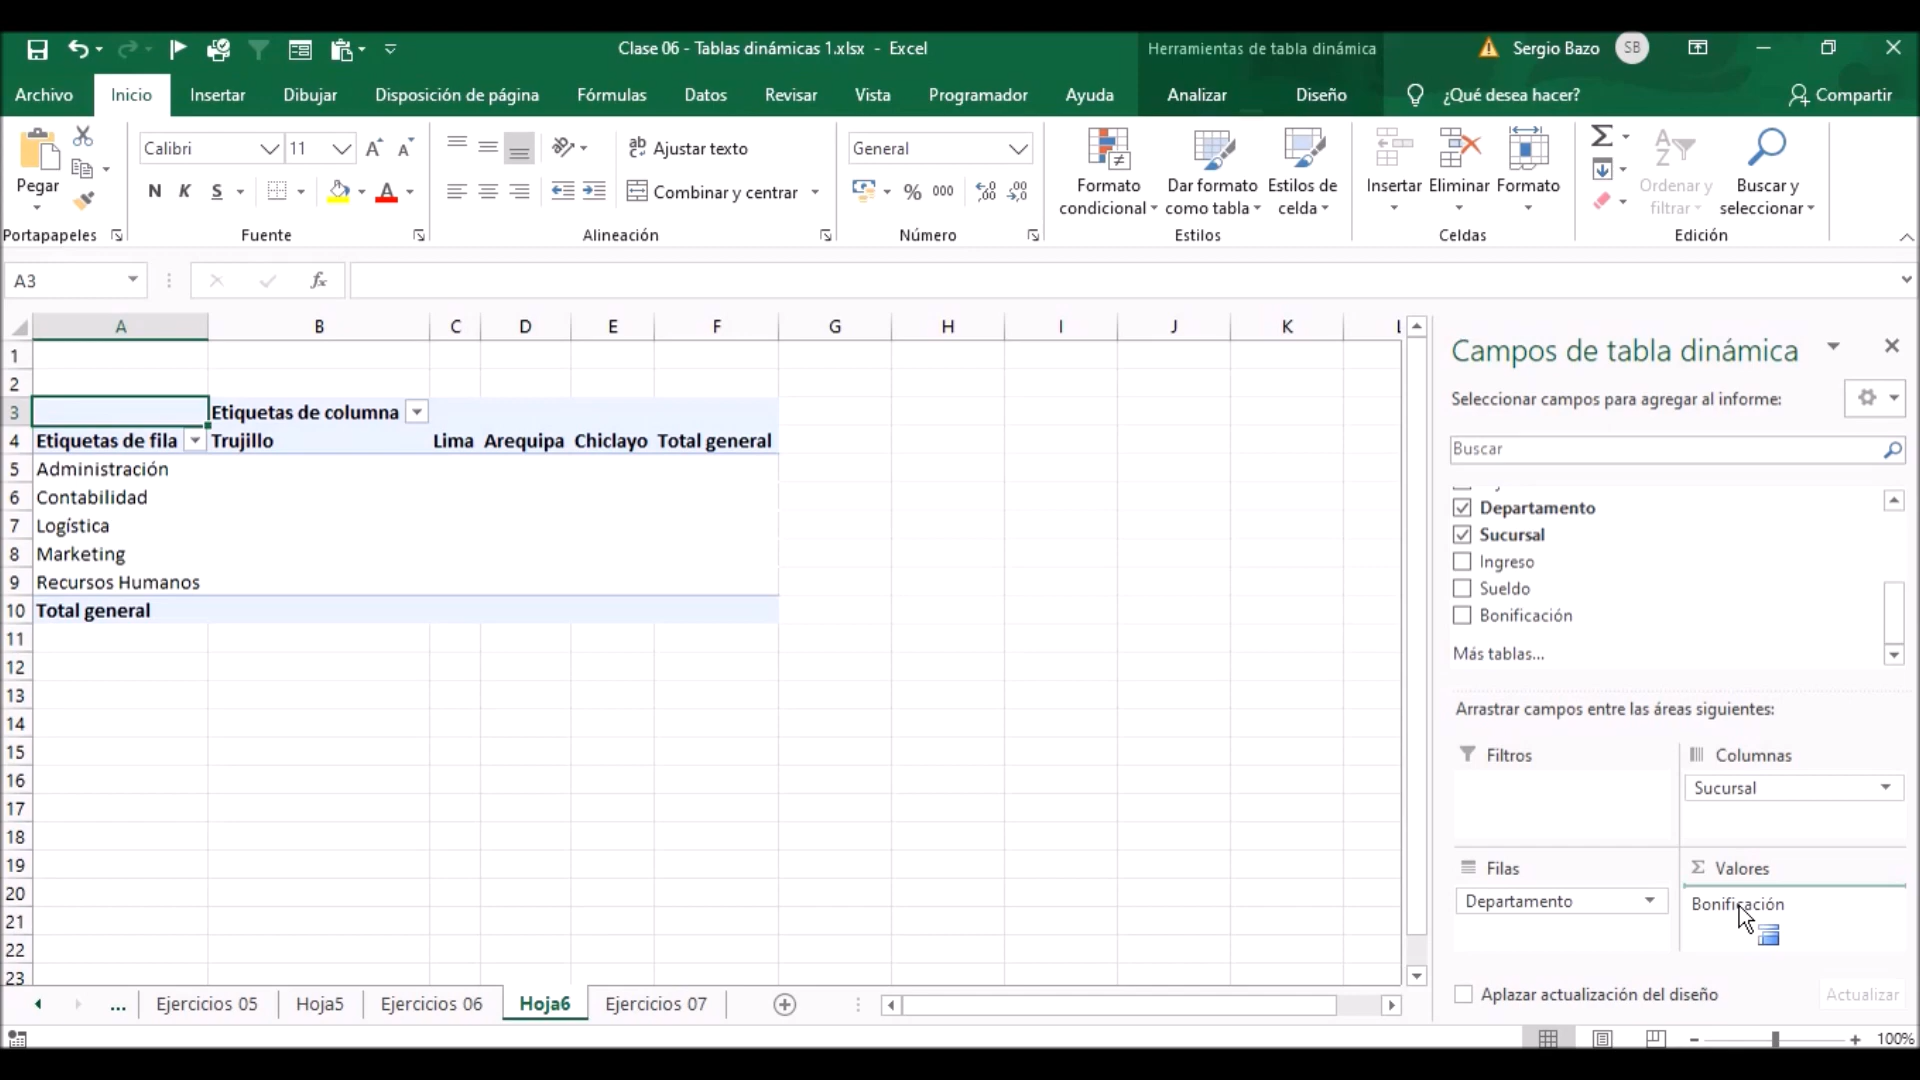 Clase 06 - Tablas dinámicas 1.xlsx - Excel
Herramientas de tabla dinámica
Sergio Bazo
SB
Archivo
Inicio
Insertar
Dibujar
Disposición de página
Fórmulas
Datos
Revisar
Vista
Programador
Ayuda
Analizar
Diseño
¿Qué desea hacer?
Compartir
Pegar
Portapapeles
Calibri
11
N K S
Fuente
Ajustar texto
Combinar y centrar
Alineación
General
% 000
Número
Formato
condicional
Dar formato
como tabla
Estilos de
celda
Estilos
Insertar
Eliminar
Formato
Celdas
Ordenar y
filtrar
Buscar y
seleccionar
Edición
A3
fx
A B C D E F G H I J K L
1
2
3 Etiquetas de columna
4 Etiquetas de fila Trujillo Lima Arequipa Chiclayo Total general
5 Administración
6 Contabilidad
7 Logística
8 Marketing
9 Recursos Humanos
10 Total general
11
12
13
14
15
16
17
18
19
20
21
22
23
Campos de tabla dinámica
Seleccionar campos para agregar al informe:
Buscar
Departamento
Sucursal
Ingreso
Sueldo
Bonificación
Más tablas...
Arrastrar campos entre las áreas siguientes:
Filtros
Columnas
Sucursal
Filas
Valores
Departamento
Bonificación
Aplazar actualización del diseño
Actualizar
... Ejercicios 05 Hoja5 Ejercicios 06 Hoja6 Ejercicios 07
100%